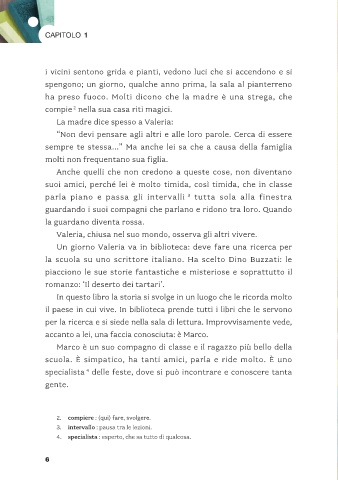 CAPITOLO 1
i vicini sentono grida e pianti, vedono luci che si accendono e si
spengono; un giorno, qualche anno prima, la sala al pianterreno
ha preso fuoco. Molti dicono che la madre è una strega, che
compie 2 nella sua casa riti magici.
La madre dice spesso a Valeria:
“Non devi pensare agli altri e alle loro parole. Cerca di essere
sempre te stessa...” Ma anche lei sa che a causa della famiglia
molti non frequentano sua figlia.
Anche quelli che non credono a queste cose, non diventano
suoi amici, perché lei è molto timida, così timida, che in classe
parla piano e passa gli intervalli 3 tutta sola alla finestra
guardando i suoi compagni che parlano e ridono tra loro. Quando
la guardano diventa rossa.
Valeria, chiusa nel suo mondo, osserva gli altri vivere.
Un giorno Valeria va in biblioteca: deve fare una ricerca per
la scuola su uno scrittore italiano. Ha scelto Dino Buzzati: le
piacciono le sue storie fantastiche e misteriose e soprattutto il
romanzo: ‘Il deserto dei tartari’.
In questo libro la storia si svolge in un luogo che le ricorda molto
il paese in cui vive. In biblioteca prende tutti i libri che le servono
per la ricerca e si siede nella sala di lettura. Improvvisamente vede,
accanto a lei, una faccia conosciuta: è Marco.
Marco è un suo compagno di classe e il ragazzo più bello della
scuola. È simpatico, ha tanti amici, parla e ride molto. È uno
specialista 4 delle feste, dove si può incontrare e conoscere tanta
gente.
2. compiere : (qui) fare, svolgere.
3. intervallo : pausa tra le lezioni.
4. specialista : esperto, che sa tutto di qualcosa.
6